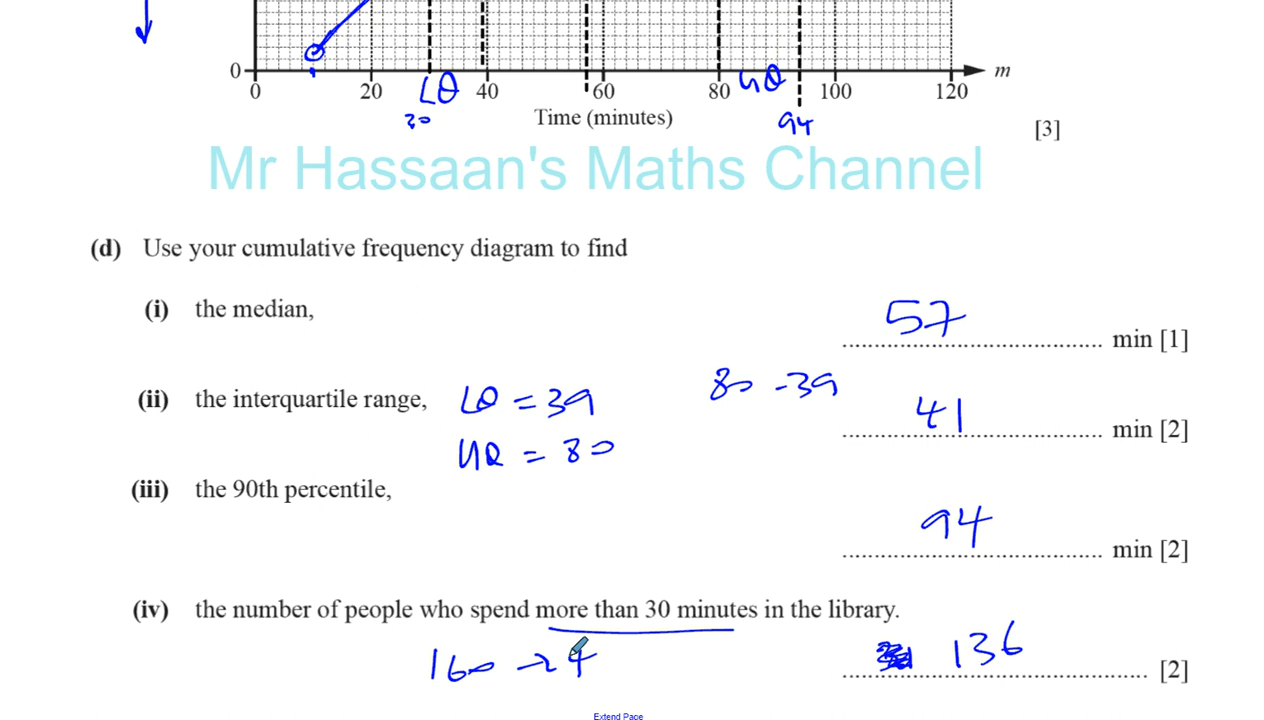 0
0 20 40 60 80 100 120 m
LQ UQ
30 Time (minutes) 94
[3]
Mr Hassaan's Maths Channel
(d) Use your cumulative frequency diagram to find
(i) the median,
57
min [1]
(ii) the interquartile range, LQ = 39 80 - 39
41
min [2]
UQ = 80
(iii) the 90th percentile,
94
min [2]
(iv) the number of people who spend more than 30 minutes in the library.
160 - 24 136
[2]
Extend Page